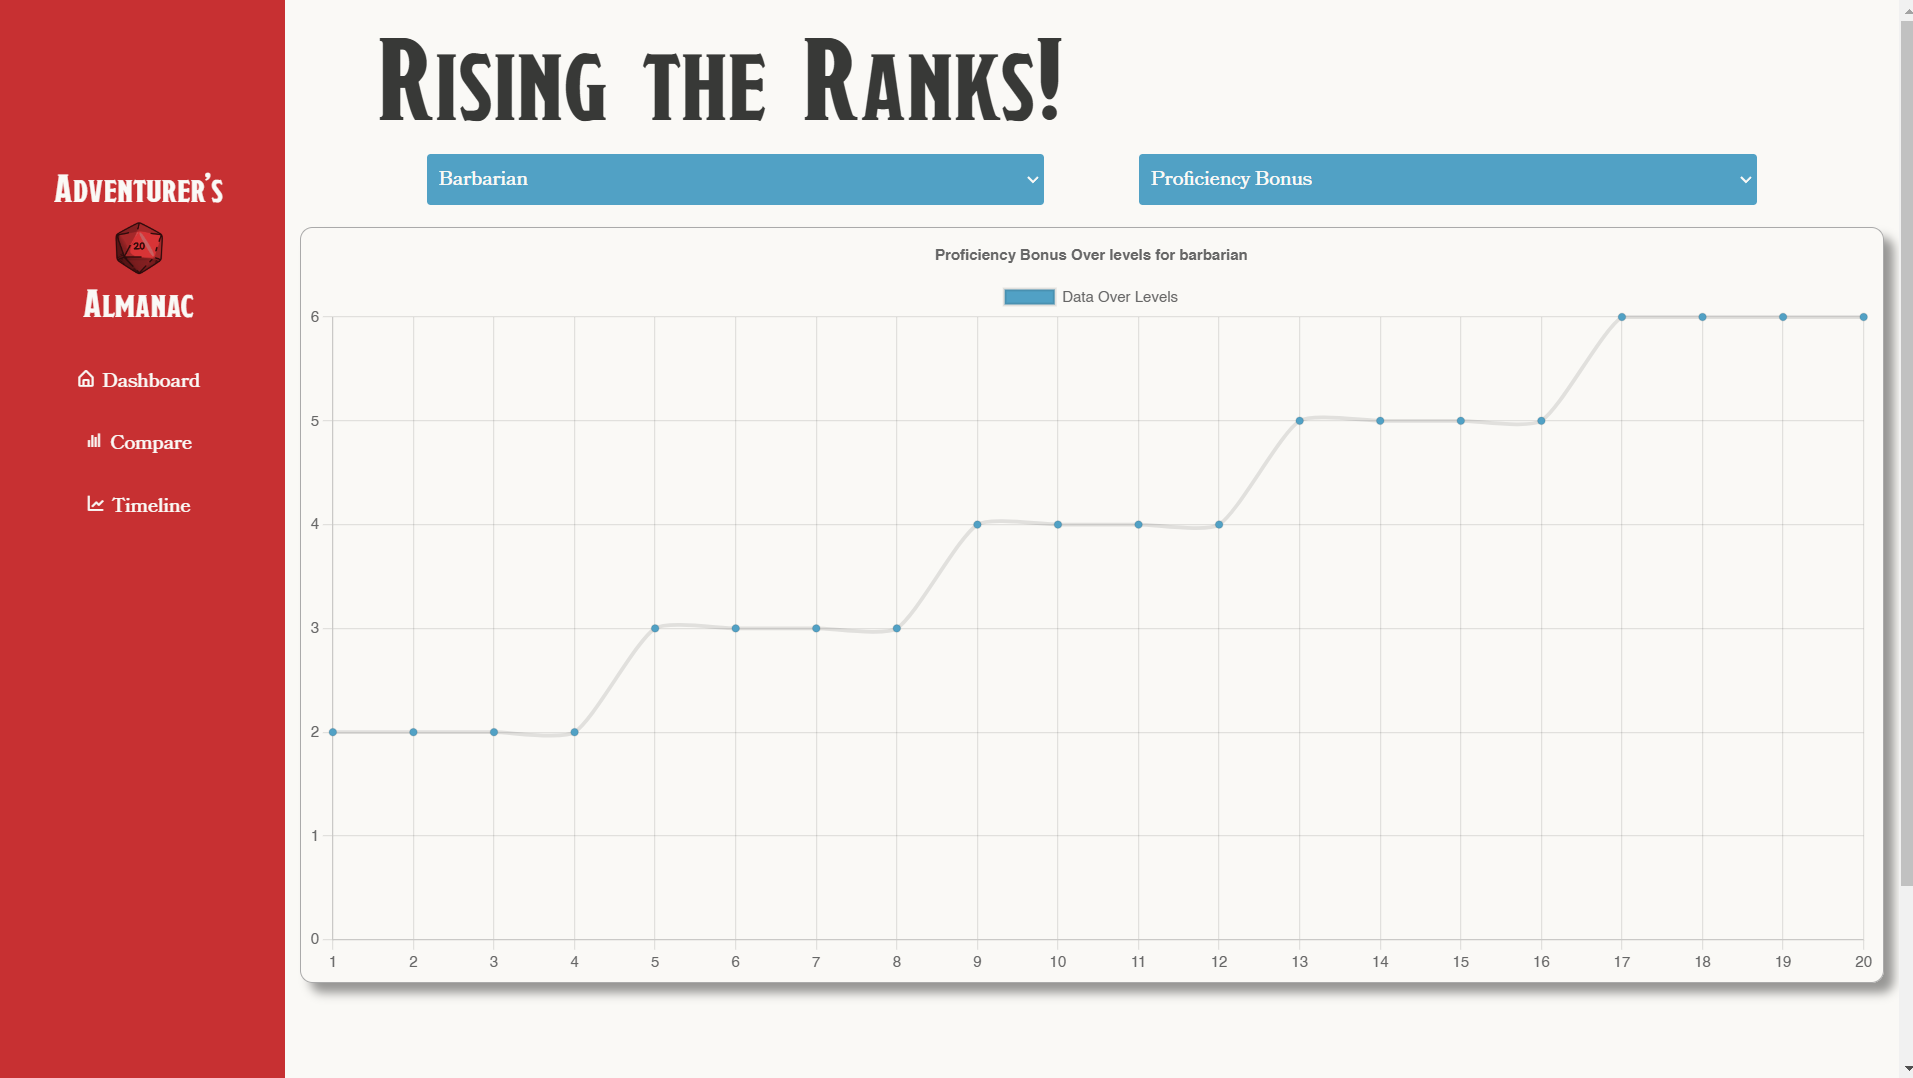 Rising the Ranks!
Adventurer's
20
Almanac
Dashboard
Compare
Timeline
Barbarian
Proficiency Bonus
Proficiency Bonus Over levels for barbarian
Data Over Levels
6
5
4
3
2
1
0
1 2 3 4 5 6 7 8 9 10 11 12 13 14 15 16 17 18 19 20